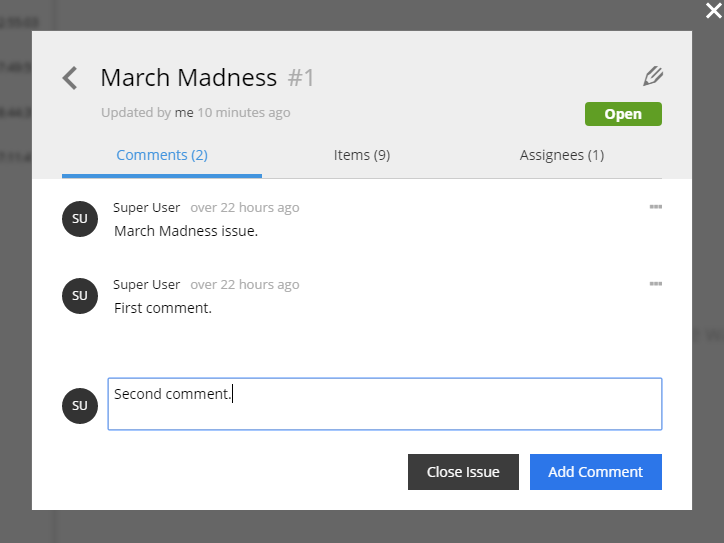 March Madness #1
Updated by me 10 minutes ago
Open
Comments (2)
Items (9)
Assignees (1)
SU
Super User over 22 hours ago
March Madness issue.
SU
Super User over 22 hours ago
First comment.
SU
Second comment.
Close Issue
Add Comment